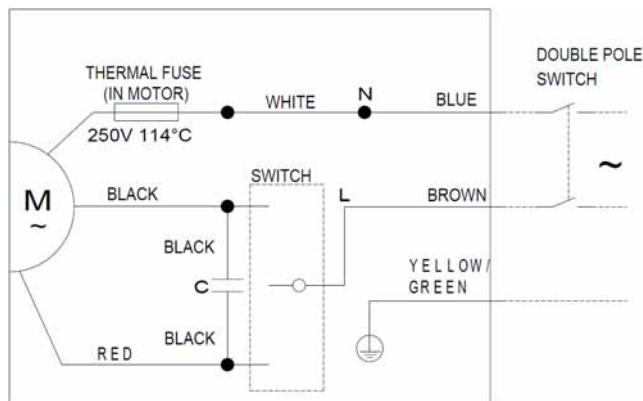 DOUBLE POLE
SWITCH
THERMAL FUSE
(IN MOTOR)
250V 114°C
WHITE
N
BLUE
M
~
BLACK
SWITCH
L
BROWN
~
BLACK
C
YELLOW/
GREEN
BLACK
RED